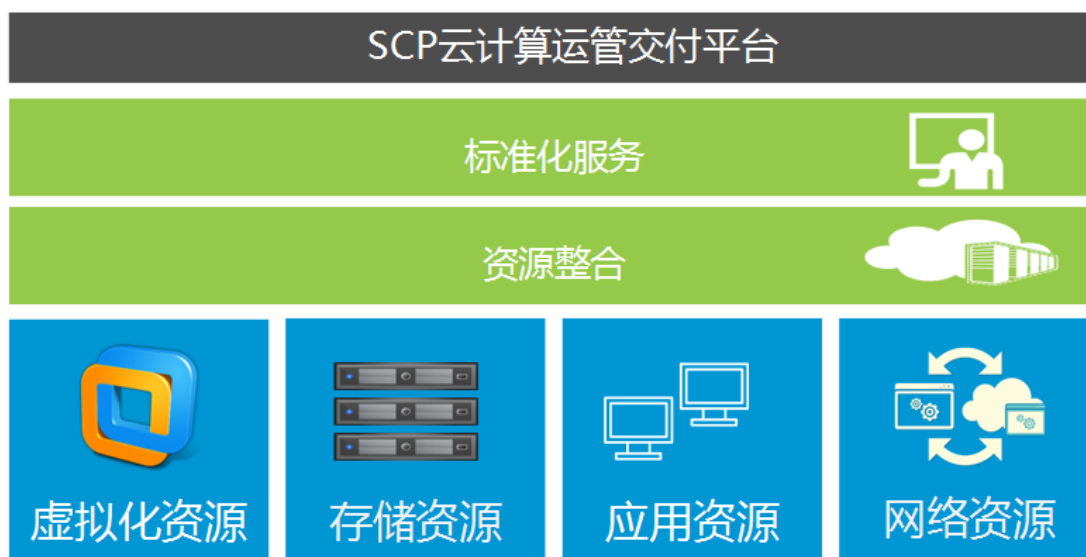 SCP云计算运管交付平台
标准化服务
资源整合
虚拟化资源
存储资源
应用资源
网络资源